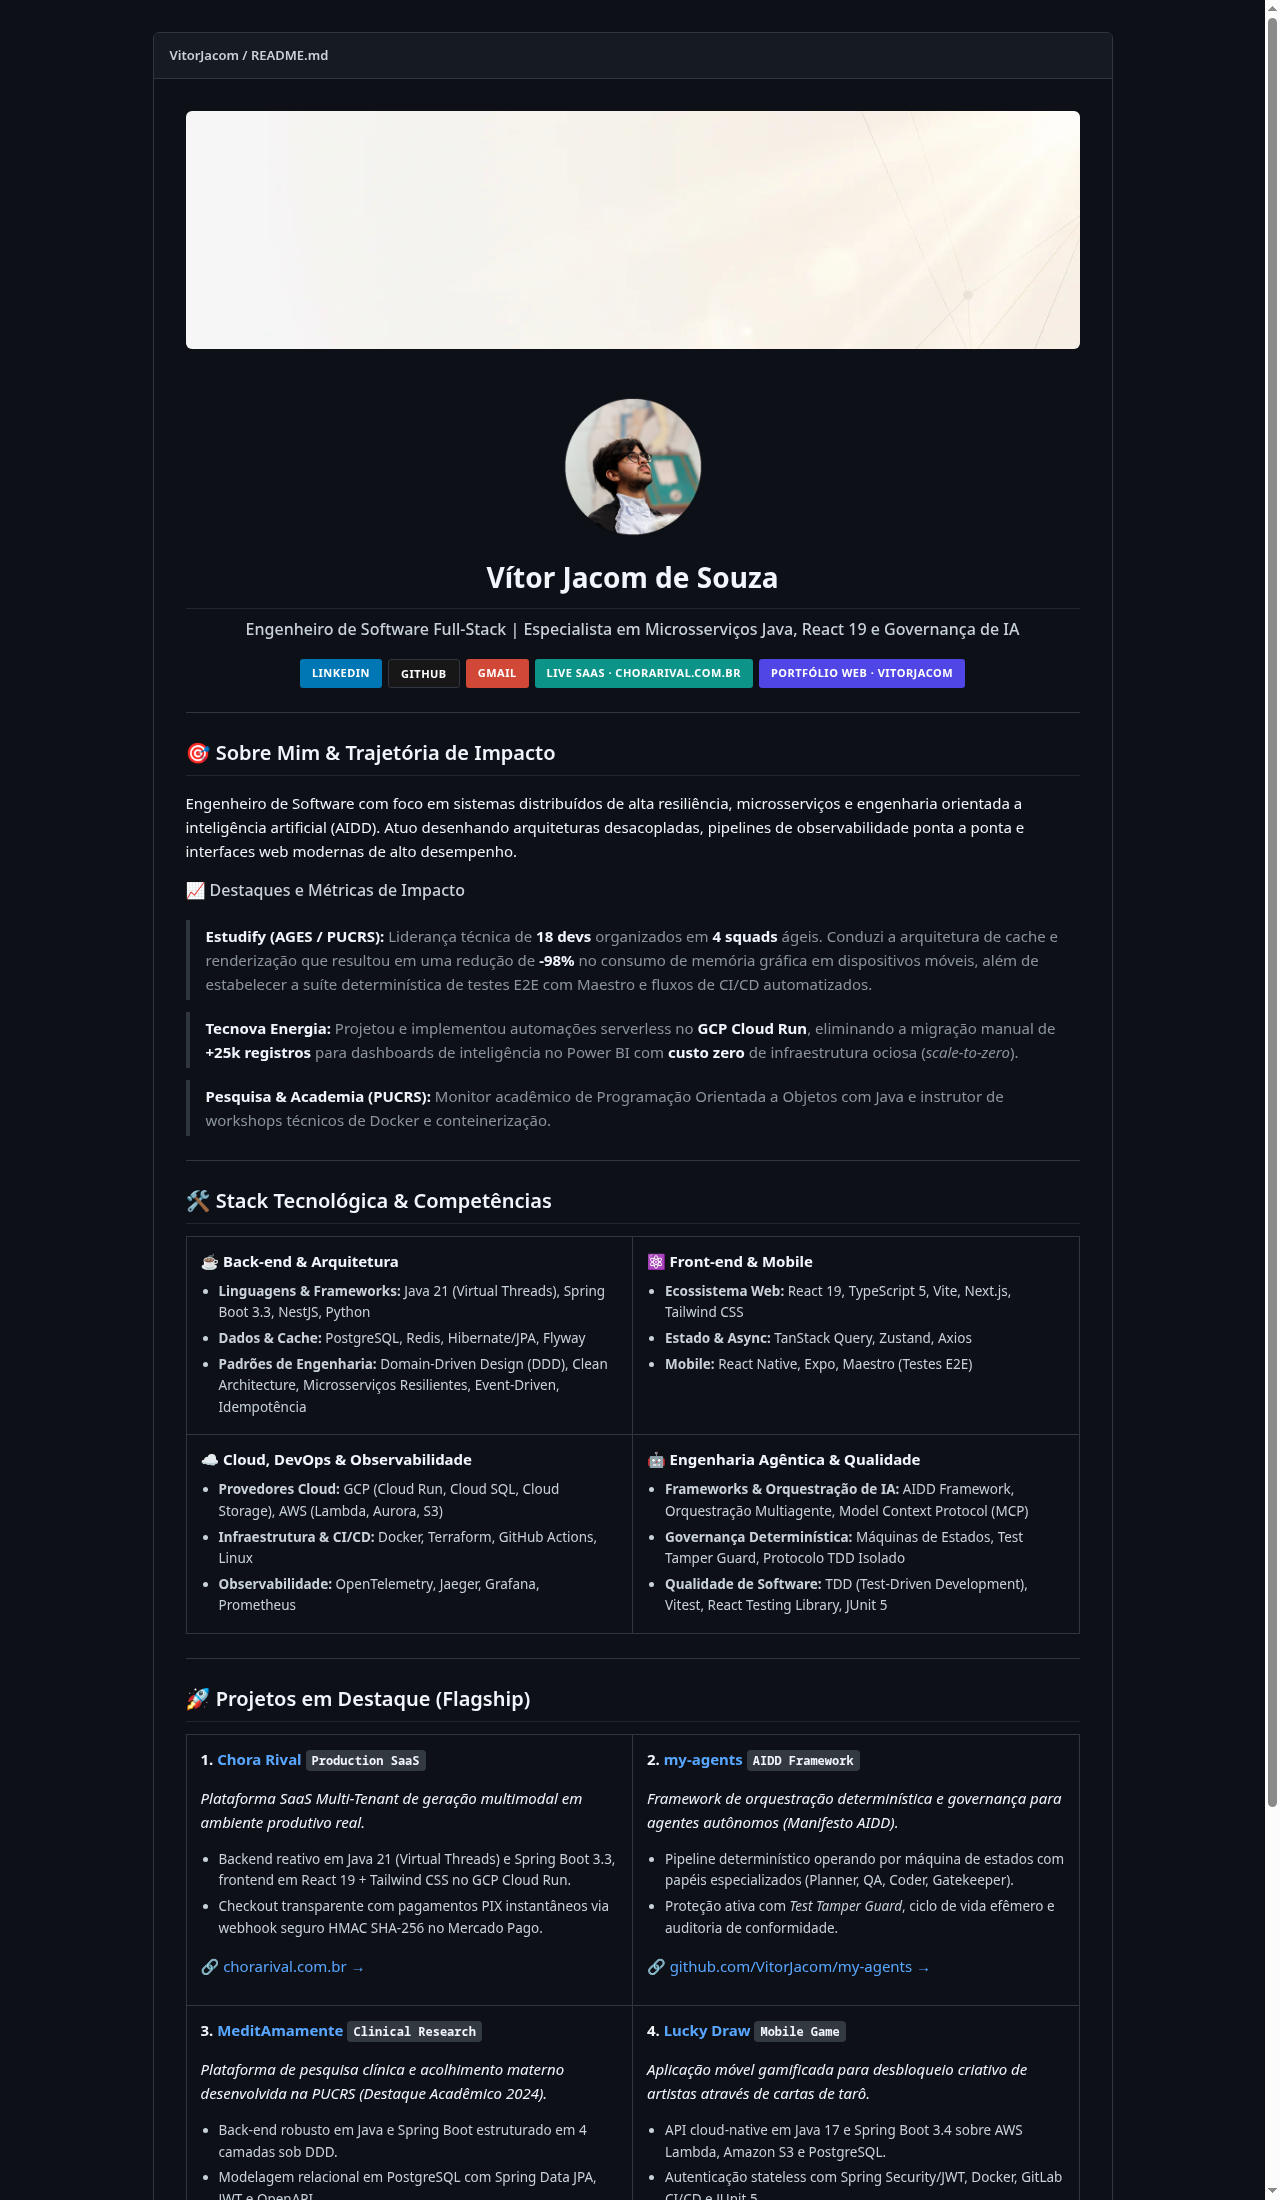 VitorJacom / README.md
Vítor Jacom de Souza
Engenheiro de Software Full-Stack | Especialista em Microsserviços Java, React 19 e Governança de IA
LINKEDIN GITHUB GMAIL LIVE SAAS · CHORARIVAL.COM.BR PORTFÓLIO WEB · VITORJACOM
🎯 Sobre Mim & Trajetória de Impacto
Engenheiro de Software com foco em sistemas distribuídos de alta resiliência, microsserviços e engenharia orientada a
inteligência artificial (AIDD). Atuo desenhando arquiteturas desacopladas, pipelines de observabilidade ponta a ponta e
interfaces web modernas de alto desempenho.
📈 Destaques e Métricas de Impacto
Estudify (AGES / PUCRS): Liderança técnica de 18 devs organizados em 4 squads ágeis. Conduzi a arquitetura de cache e
renderização que resultou em uma redução de -98% no consumo de memória gráfica em dispositivos móveis, além de
estabelecer a suíte determinística de testes E2E com Maestro e fluxos de CI/CD automatizados.
Tecnova Energia: Projetou e implementou automações serverless no GCP Cloud Run, eliminando a migração manual de
+25k registros para dashboards de inteligência no Power BI com custo zero de infraestrutura ociosa (scale-to-zero).
Pesquisa & Academia (PUCRS): Monitor acadêmico de Programação Orientada a Objetos com Java e instrutor de
workshops técnicos de Docker e conteinerização.
🛠️ Stack Tecnológica & Competências
☕ Back-end & Arquitetura
• Linguagens & Frameworks: Java 21 (Virtual Threads), Spring
Boot 3.3, NestJS, Python
• Dados & Cache: PostgreSQL, Redis, Hibernate/JPA, Flyway
• Padrões de Engenharia: Domain-Driven Design (DDD), Clean
Architecture, Microsserviços Resilientes, Event-Driven,
Idempotência
⚛️ Front-end & Mobile
• Ecossistema Web: React 19, TypeScript 5, Vite, Next.js,
Tailwind CSS
• Estado & Async: TanStack Query, Zustand, Axios
• Mobile: React Native, Expo, Maestro (Testes E2E)
☁️ Cloud, DevOps & Observabilidade
• Provedores Cloud: GCP (Cloud Run, Cloud SQL, Cloud
Storage), AWS (Lambda, Aurora, S3)
• Infraestrutura & CI/CD: Docker, Terraform, GitHub Actions,
Linux
• Observabilidade: OpenTelemetry, Jaeger, Grafana,
Prometheus
🤖 Engenharia Agêntica & Qualidade
• Frameworks & Orquestração de IA: AIDD Framework,
Orquestração Multiagente, Model Context Protocol (MCP)
• Governança Determinística: Máquinas de Estados, Test
Tamper Guard, Protocolo TDD Isolado
• Qualidade de Software: TDD (Test-Driven Development),
Vitest, React Testing Library, JUnit 5
🚀 Projetos em Destaque (Flagship)
1. Chora Rival Production SaaS
Plataforma SaaS Multi-Tenant de geração multimodal em
ambiente produtivo real.
• Backend reativo em Java 21 (Virtual Threads) e Spring Boot 3.3,
frontend em React 19 + Tailwind CSS no GCP Cloud Run.
• Checkout transparente com pagamentos PIX instantâneos via
webhook seguro HMAC SHA-256 no Mercado Pago.
🔗 chorarival.com.br →
2. my-agents AIDD Framework
Framework de orquestração determinística e governança para
agentes autônomos (Manifesto AIDD).
• Pipeline determinístico operando por máquina de estados com
papéis especializados (Planner, QA, Coder, Gatekeeper).
• Proteção ativa com Test Tamper Guard, ciclo de vida efêmero e
auditoria de conformidade.
🔗 github.com/VitorJacom/my-agents →
3. MeditAmamente Clinical Research
Plataforma de pesquisa clínica e acolhimento materno
desenvolvida na PUCRS (Destaque Acadêmico 2024).
• Back-end robusto em Java e Spring Boot estruturado em 4
camadas sob DDD.
• Modelagem relacional em PostgreSQL com Spring Data JPA,
JWT e OpenAPI.
4. Lucky Draw Mobile Game
Aplicação móvel gamificada para desbloqueio criativo de
artistas através de cartas de tarô.
• API cloud-native em Java 17 e Spring Boot 3.4 sobre AWS
Lambda, Amazon S3 e PostgreSQL.
• Autenticação stateless com Spring Security/JWT, Docker, GitLab
CI/CD e JUnit 5.